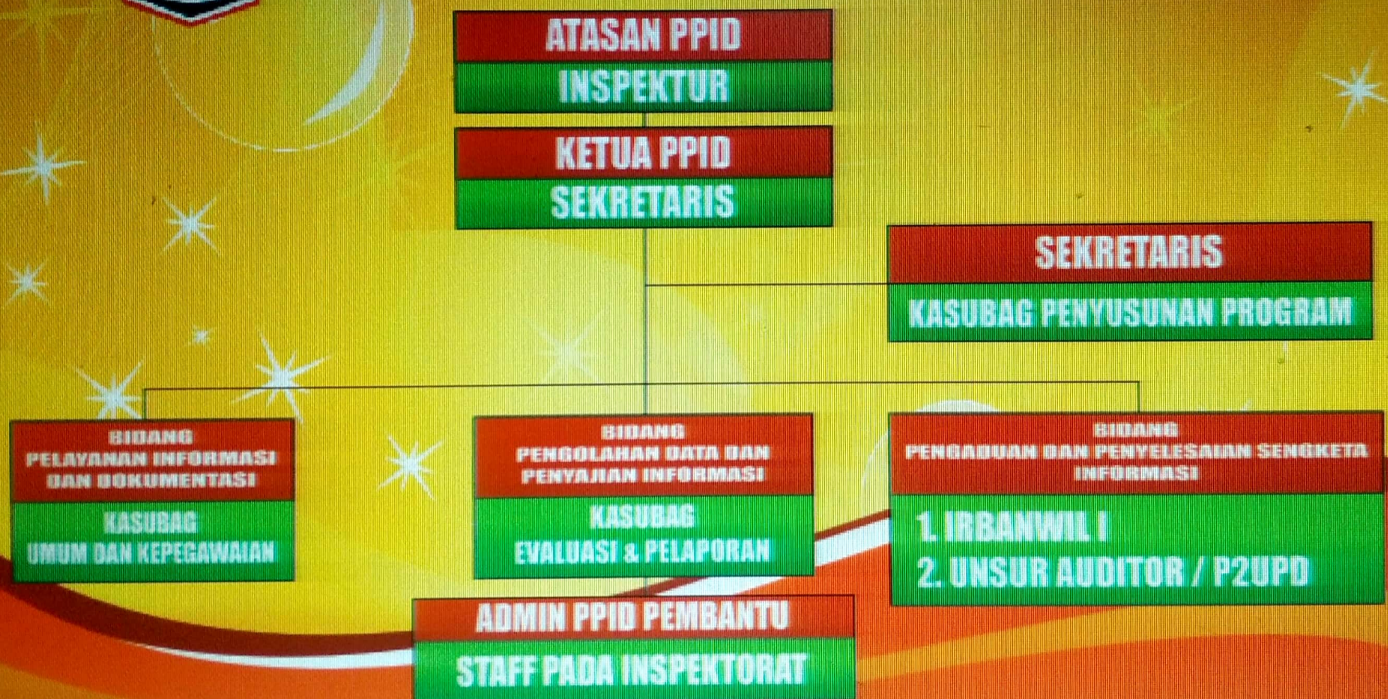 ATASAN PPID
INSPEKTUR
KETUA PPID
SEKRETARIS
SEKRETARIS
KASUBAG PENYUSUNAN PROGRAM
BIDANG
PELAYANAN INFORMASI
DAN DOKUMENTASI
KASUBAG
UMUM DAN KEPEGAWAIAN
BIDANG
PENGOLAHAN DATA DAN
PENYAJIAN INFORMASI
KASUBAG
EVALUASI & PELAPORAN
BIDANG
PENGADUAN DAN PENYELESAIAN SENGKETA
INFORMASI
1. IRBANWIL I
2. UNSUR AUDITOR / P2UPD
ADMIN PPID PEMBANTU
STAFF PADA INSPEKTORAT